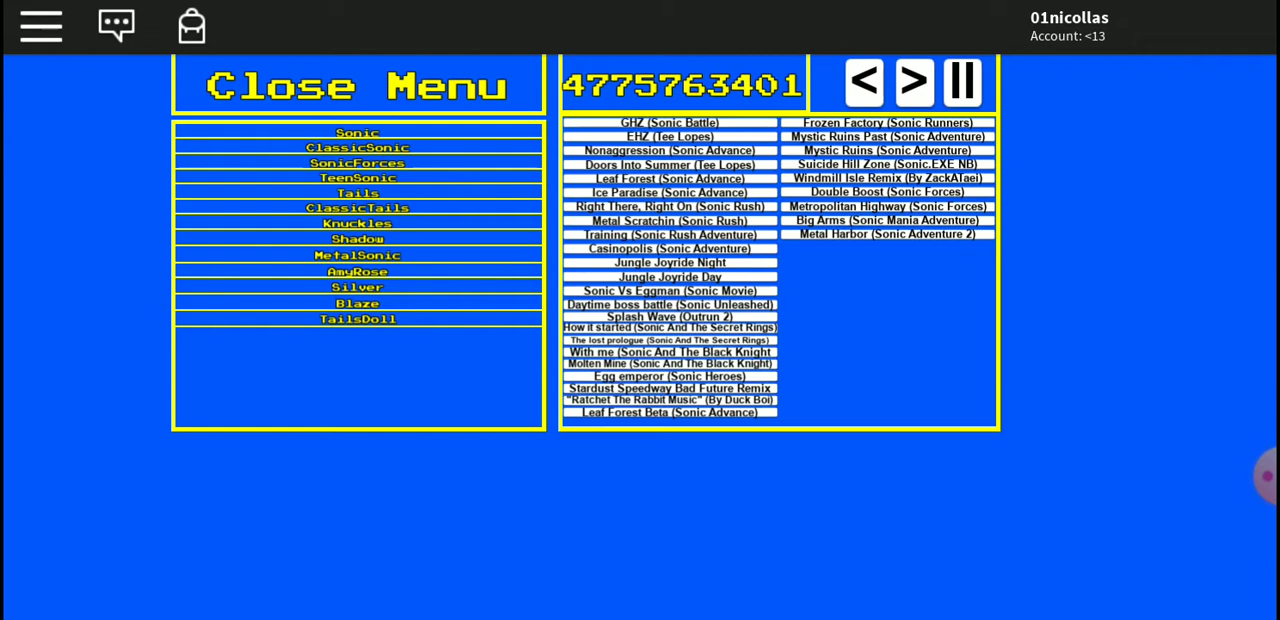 01nicollas
Account: <13
Close Menu
4775763401
< >
Sonic
ClassicSonic
SonicForces
TeenSonic
Tails
ClassicTails
Knuckles
Shadow
MetalSonic
AmyRose
Silver
Blaze
TailsDoll
GHZ (Sonic Battle)
EHZ (Tee Lopes)
Nonaggression (Sonic Advance)
Doors Into Summer (Tee Lopes)
Leaf Forest (Sonic Advance)
Ice Paradise (Sonic Advance)
Right There, Right On (Sonic Rush)
Metal Scratchin (Sonic Rush)
Training (Sonic Rush Adventure)
Casinopolis (Sonic Adventure)
Jungle Joyride Night
Jungle Joyride Day
Sonic Vs Eggman (Sonic Movie)
Daytime boss battle (Sonic Unleashed)
Splash Wave (Outrun 2)
How it started (Sonic And The Secret Rings)
The lost prologue (Sonic And The Secret Rings)
With me (Sonic And The Black Knight
Molten Mine (Sonic And The Black Knight)
Egg emperor (Sonic Heroes)
Stardust Speedway Bad Future Remix
"Ratchet The Rabbit Music" (By Duck Boi)
Leaf Forest Beta (Sonic Advance)
Frozen Factory (Sonic Runners)
Mystic Ruins Past (Sonic Adventure)
Mystic Ruins (Sonic Adventure)
Suicide Hill Zone (Sonic.EXE NB)
Windmill Isle Remix (By ZackATaei)
Double Boost (Sonic Forces)
Metropolitan Highway (Sonic Forces)
Big Arms (Sonic Mania Adventure)
Metal Harbor (Sonic Adventure 2)